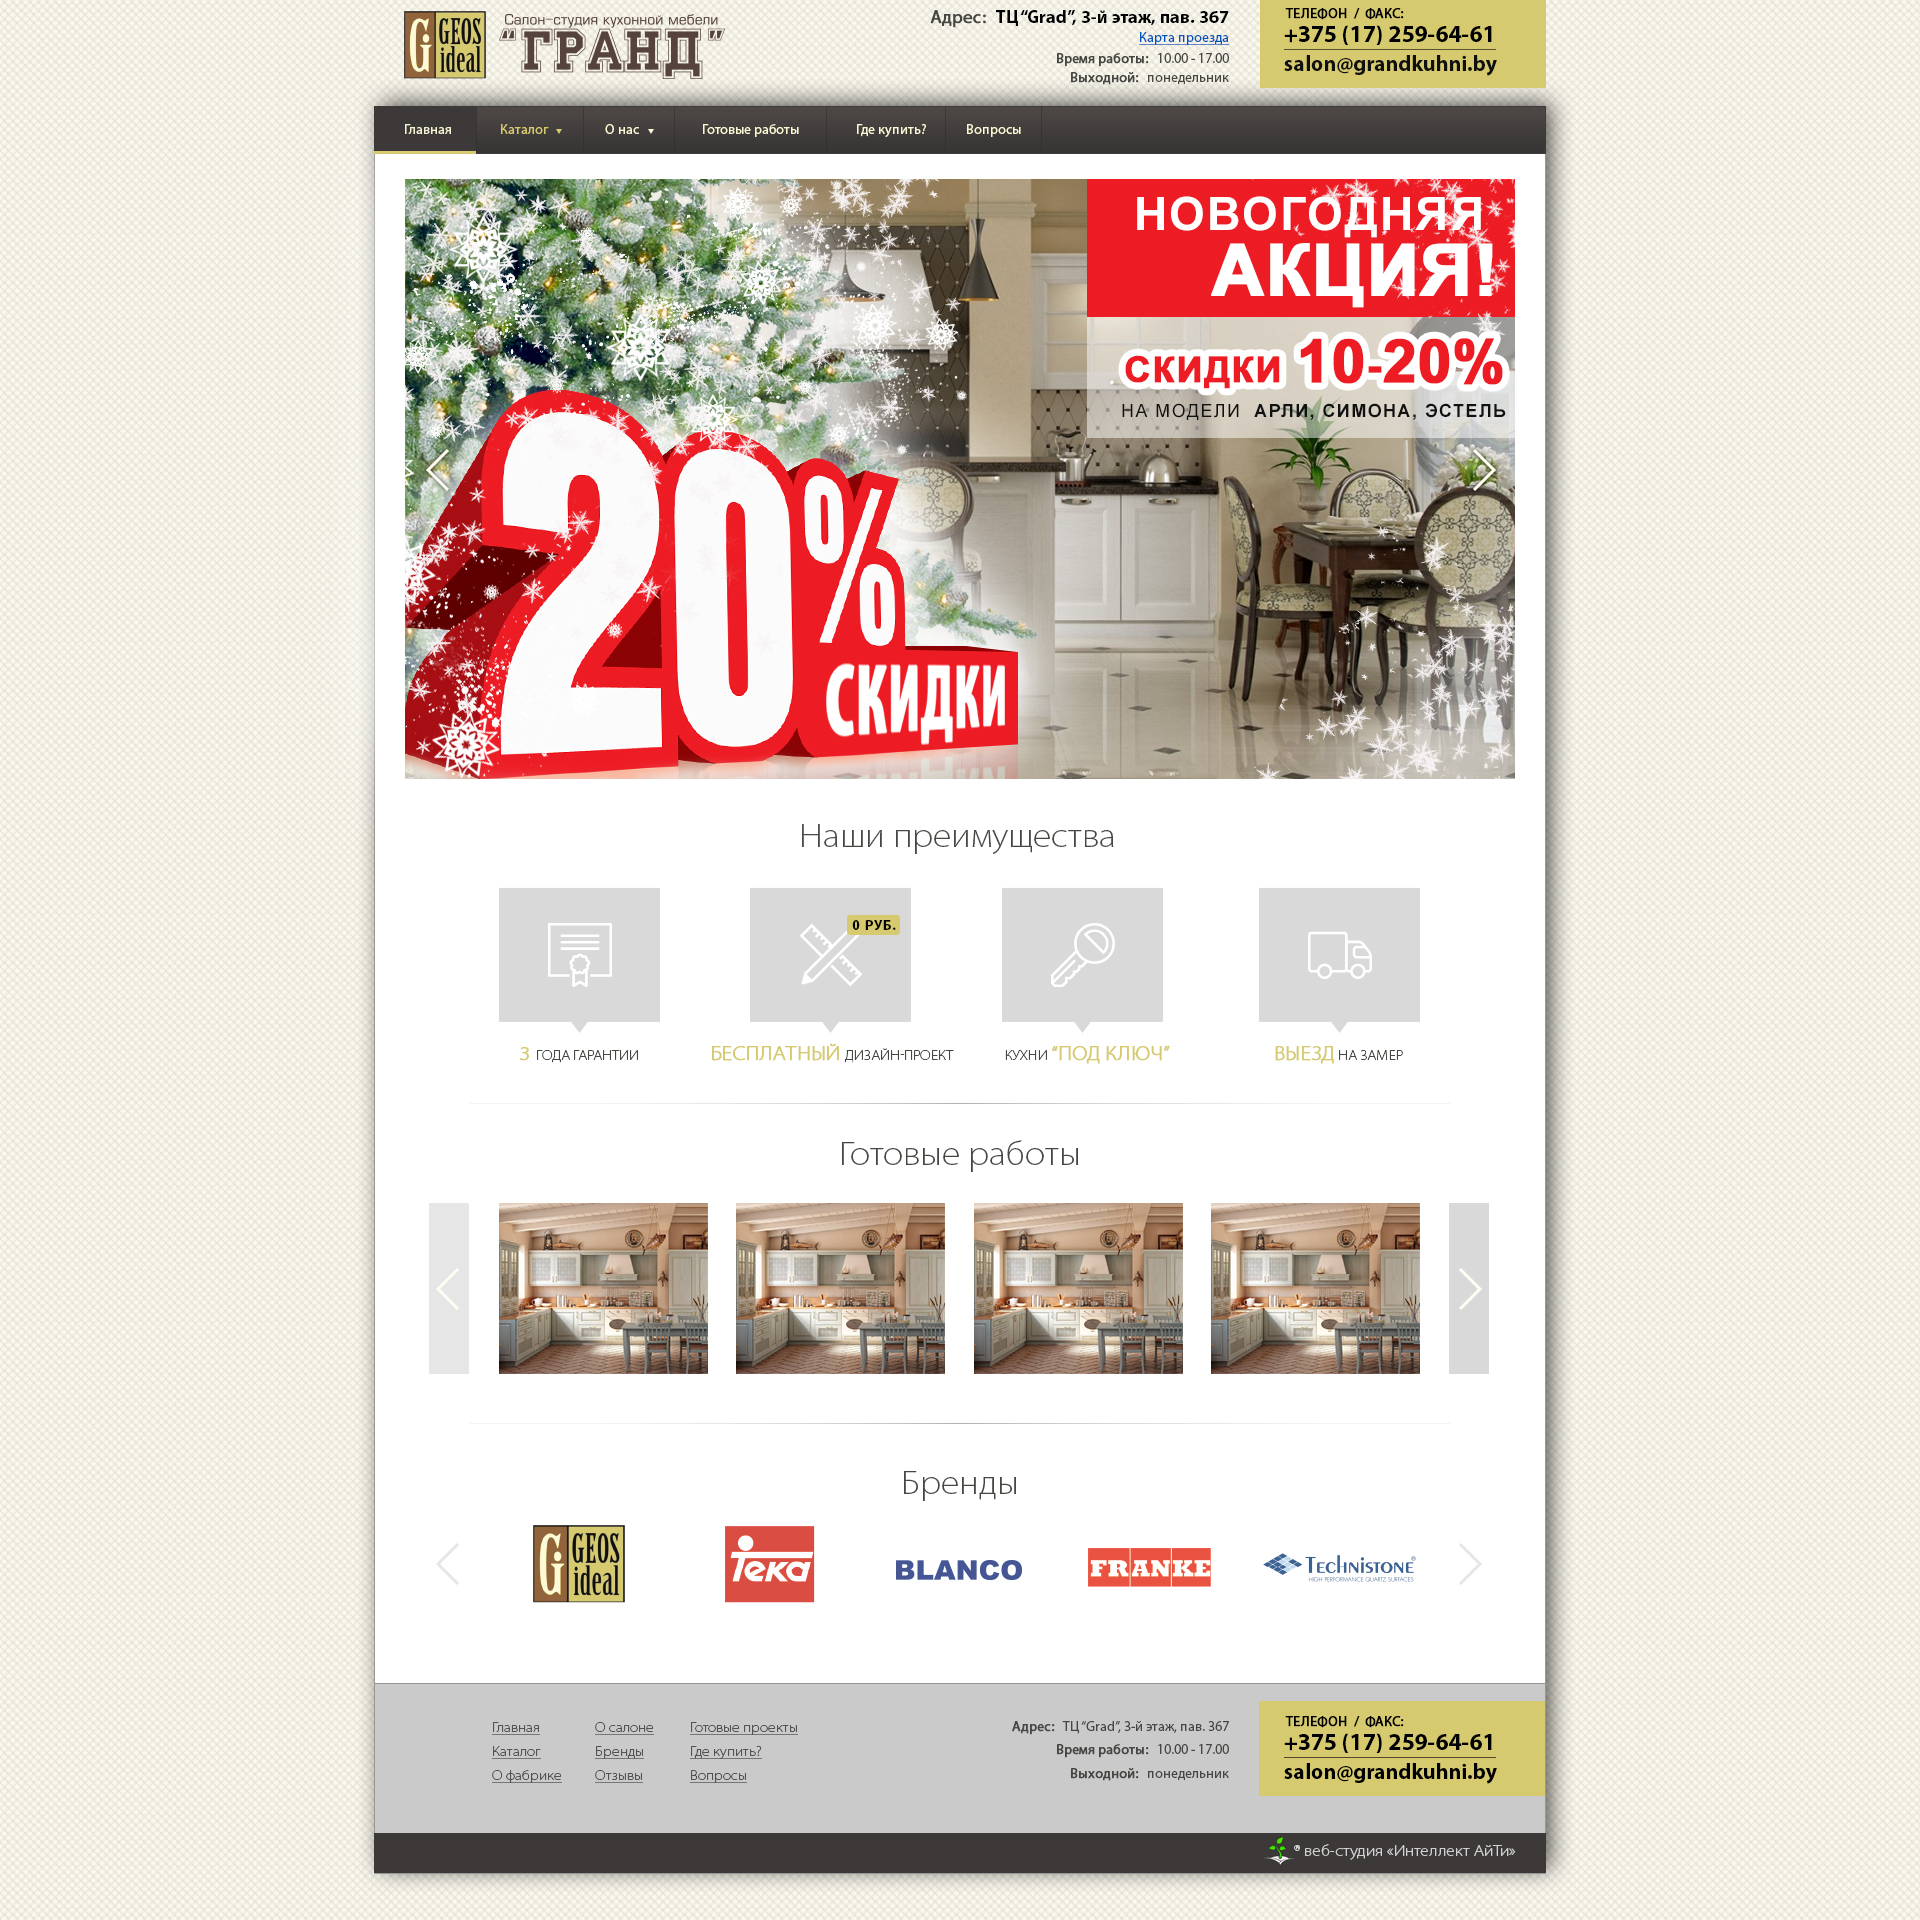 GEOS
ideal
Салон-студия кухонной мебели
“ГРАНД”
Адрес: ТЦ “Grad”, 3-й этаж, пав. 367
Карта проезда
Время работы: 10.00 - 17.00
Выходной: понедельник
ТЕЛЕФОН / ФАКС:
+375 (17) 259-64-61
salon@grandkuhni.by
Главная
Каталог
О нас
Готовые работы
Где купить?
Вопросы
НОВОГОДНЯЯ
АКЦИЯ!
скидки 10-20%
НА МОДЕЛИ АРЛИ, СИМОНА, ЭСТЕЛЬ
20%
СКИДКИ
Наши преимущества
0 РУБ.
3 ГОДА ГАРАНТИИ
БЕСПЛАТНЫЙ ДИЗАЙН-ПРОЕКТ
КУХНИ “ПОД КЛЮЧ”
ВЫЕЗД НА ЗАМЕР
Готовые работы
Бренды
GEOS
ideal
Teka
BLANCO
FRANKE
TECHNISTONE®
HIGH PERFORMANCE QUARTZ SURFACES
Главная
О салоне
Готовые проекты
Каталог
Бренды
Где купить?
О фабрике
Отзывы
Вопросы
Адрес: ТЦ “Grad”, 3-й этаж, пав. 367
Время работы: 10.00 - 17.00
Выходной: понедельник
ТЕЛЕФОН / ФАКС:
+375 (17) 259-64-61
salon@grandkuhni.by
® веб-студия «Интеллект АйТи»